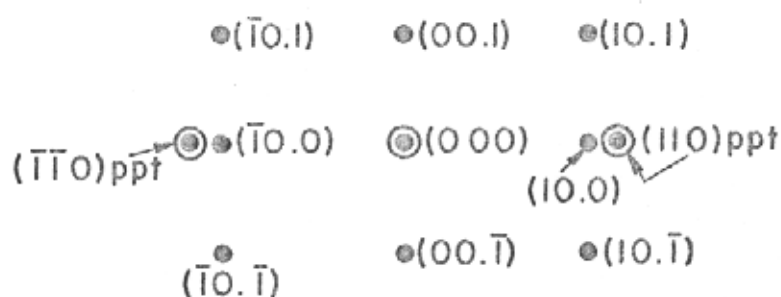 (1̄0.1) (00.1) (10.1)
(1̄0.0) (000) (110)ppt
(1̄1̄0)ppt (10.0)
(1̄0.1̄) (00.1̄) (10.1̄)